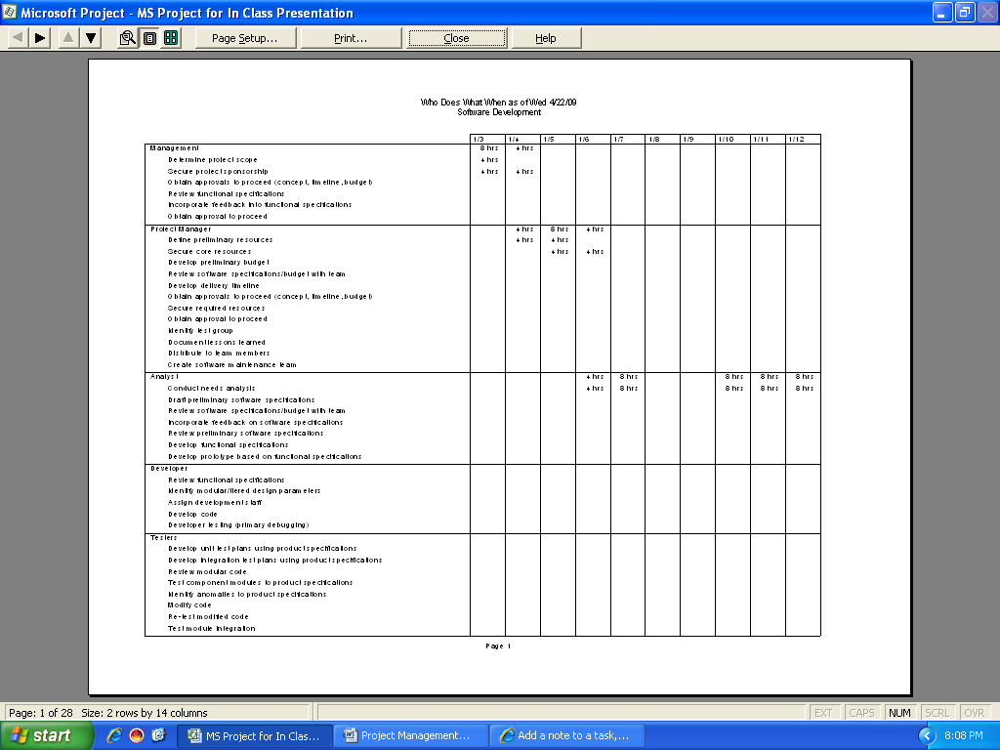 Microsoft Project - MS Project for In Class Presentation
Page Setup... Print... Close Help
Who Does What When as of Wed 4/22/09
Software Development
1/3 1/4 1/5 1/6 1/7 1/8 1/9 1/10 1/11 1/12
Management 8 hrs 4 hrs
Determine project scope 4 hrs
Secure project sponsorship 4 hrs 4 hrs
Obtain approvals to proceed (concept, timeline, budget)
Review functional specifications
Incorporate feedback into functional specifications
Obtain approval to proceed
Project Manager 4 hrs 8 hrs 4 hrs
Define preliminary resources 4 hrs 4 hrs
Secure core resources 4 hrs 4 hrs
Develop preliminary budget
Review software specifications/budget with team
Develop delivery timeline
Obtain approvals to proceed (concept, timeline, budget)
Secure required resources
Obtain approval to proceed
Identify test group
Document lessons learned
Distribute to team members
Create software maintenance team
Analyst 4 hrs 8 hrs 8 hrs 8 hrs 8 hrs
Conduct needs analysis 4 hrs 8 hrs 8 hrs 8 hrs 8 hrs
Draft preliminary software specifications
Review software specifications/budget with team
Incorporate feedback on software specifications
Review preliminary software specifications
Develop functional specifications
Develop prototype based on functional specifications
Developer
Review functional specifications
Identify modular/tiered design parameters
Assign development staff
Develop code
Developer testing (primary debugging)
Testers
Develop unit test plans using product specifications
Develop integration test plans using product specifications
Review modular code
Test component modules to product specifications
Identify anomalies to product specifications
Modify code
Re-test modified code
Test module integration
Page 1
Page: 1 of 28 Size: 2 rows by 14 columns EXT CAPS NUM SCRL OVR
start MS Project for In Clas... Project Management... Add a note to a task,... 8:08 PM